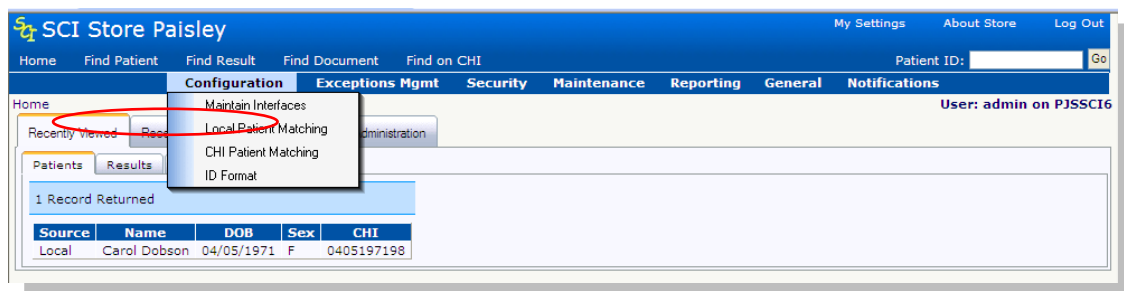 SCI Store Paisley My Settings About Store Log Out
Home Find Patient Find Result Find Document Find on CHI Patient ID: Go
Configuration Exceptions Mgmt Security Maintenance Reporting General Notifications
Home Maintain Interfaces User: admin on PJSSCI6
Recently Viewed Local Patient Matching
Patients Results CHI Patient Matching
ID Format
1 Record Returned
Source Name DOB Sex CHI
Local Carol Dobson 04/05/1971 F 0405197198